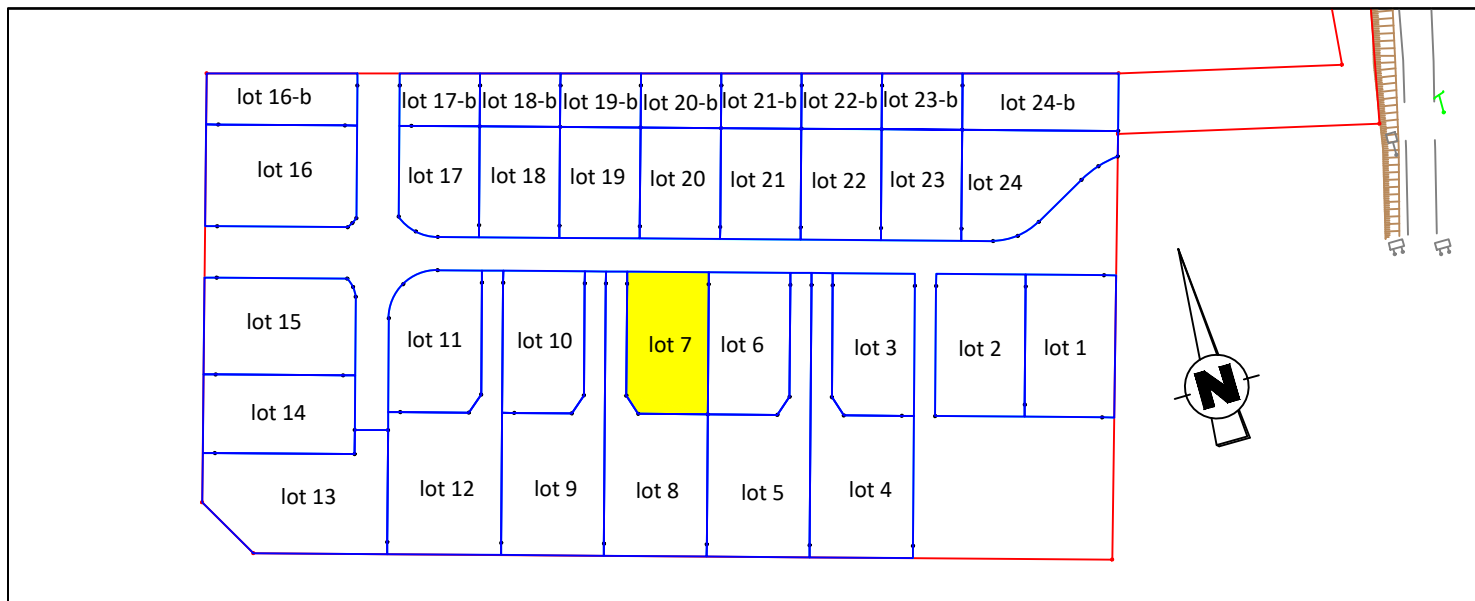 lot 16-b
lot 17-b
lot 18-b
lot 19-b
lot 20-b
lot 21-b
lot 22-b
lot 23-b
lot 24-b
lot 16
lot 17
lot 18
lot 19
lot 20
lot 21
lot 22
lot 23
lot 24
lot 15
lot 11
lot 10
lot 7
lot 6
lot 3
lot 2
lot 1
lot 14
lot 13
lot 12
lot 9
lot 8
lot 5
lot 4
N